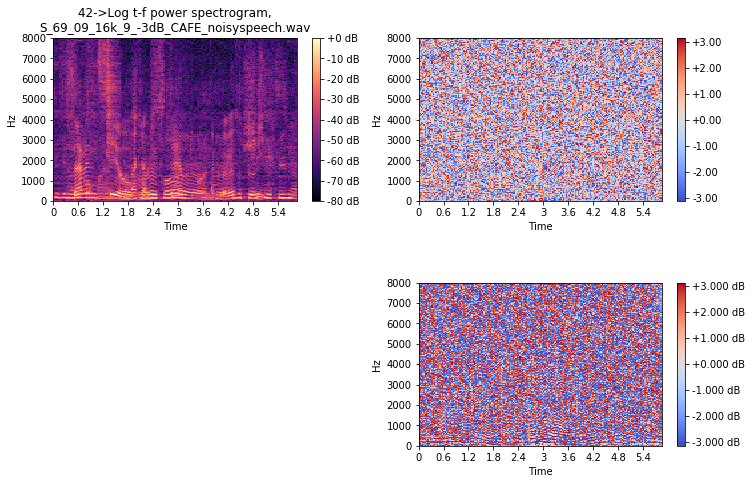 42->Log t-f power spectrogram,
S_69_09_16k_9_-3dB_CAFE_noisyspeech.wav
8000
7000
6000
5000
4000
3000
2000
1000
0
Hz
0 0.6 1.2 1.8 2.4 3 3.6 4.2 4.8 5.4
Time
+0 dB
-10 dB
-20 dB
-30 dB
-40 dB
-50 dB
-60 dB
-70 dB
-80 dB
8000
7000
6000
5000
4000
3000
2000
1000
0
Hz
0 0.6 1.2 1.8 2.4 3 3.6 4.2 4.8 5.4
Time
+3.00
+2.00
+1.00
+0.00
-1.00
-2.00
-3.00
8000
7000
6000
5000
4000
3000
2000
1000
0
Hz
0 0.6 1.2 1.8 2.4 3 3.6 4.2 4.8 5.4
Time
+3.000 dB
+2.000 dB
+1.000 dB
+0.000 dB
-1.000 dB
-2.000 dB
-3.000 dB